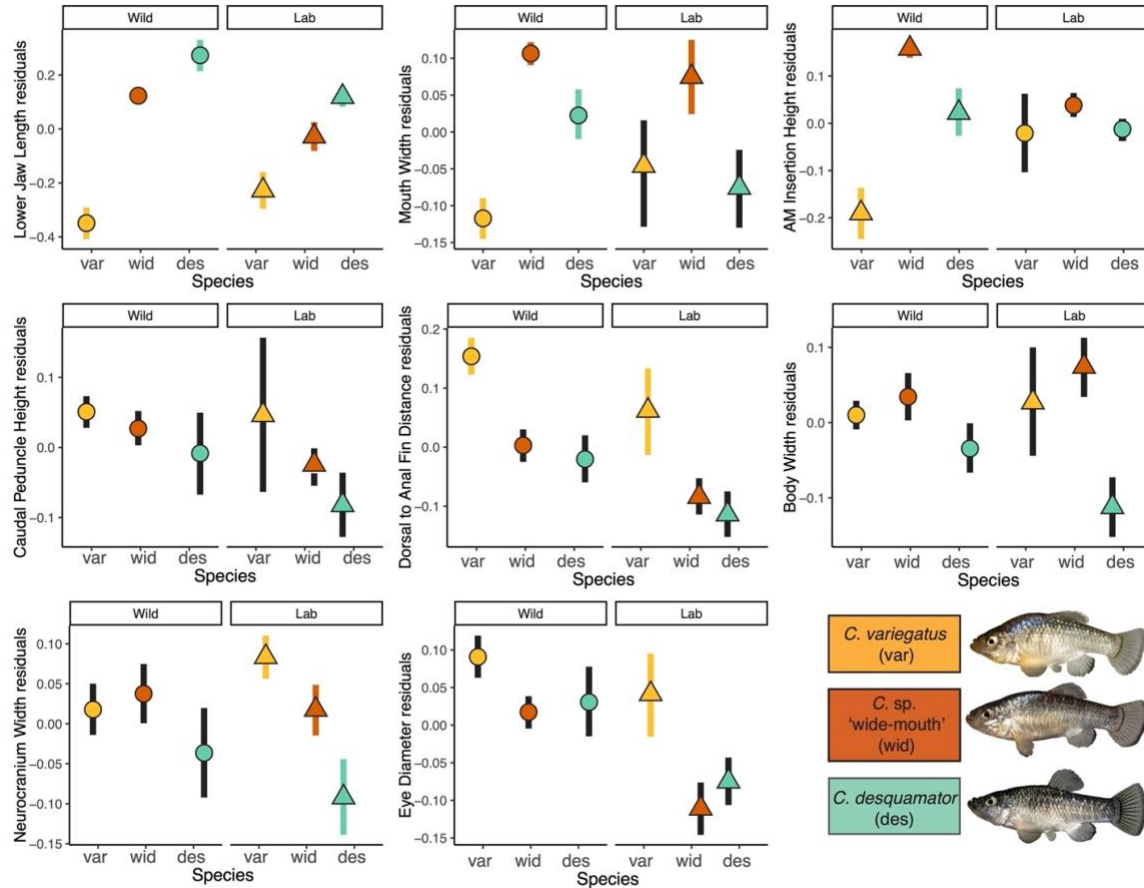 Wild Lab
Lower Jaw Length residuals
0.2
0.0
−0.2
−0.4
var wid des var wid des
Species
Wild Lab
Mouth Width residuals
0.10
0.05
0.00
−0.05
−0.10
−0.15
var wid des var wid des
Species
Wild Lab
AM Insertion Height residuals
0.1
0.0
−0.1
−0.2
var wid des var wid des
Species
Wild Lab
Caudal Peduncle Height residuals
0.1
0.0
−0.1
var wid des var wid des
Species
Wild Lab
Dorsal to Anal Fin Distance residuals
0.2
0.1
0.0
−0.1
var wid des var wid des
Species
Wild Lab
Body Width residuals
0.1
0.0
−0.1
var wid des var wid des
Species
Wild Lab
Neurocranium Width residuals
0.10
0.05
0.00
−0.05
−0.10
−0.15
var wid des var wid des
Species
Wild Lab
Eye Diameter residuals
0.10
0.05
0.00
−0.05
−0.10
−0.15
var wid des var wid des
Species
C. variegatus
(var)
C. sp.
‘wide-mouth’
(wid)
C. desquamator
(des)